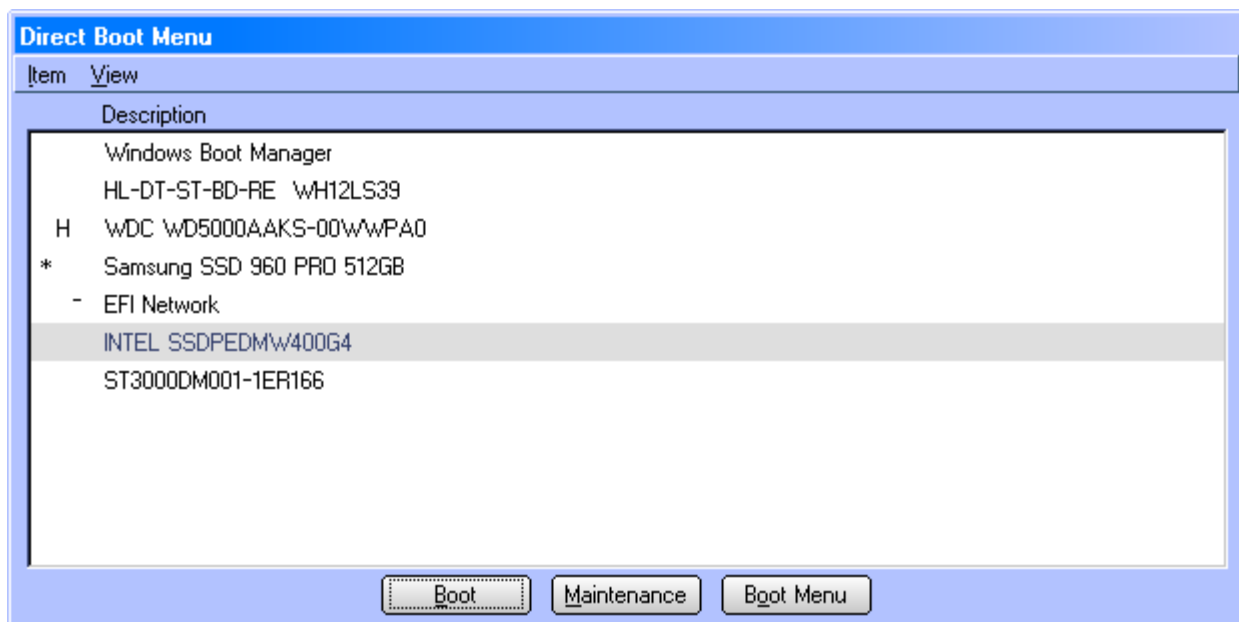 Direct Boot Menu
Item View
Description
Windows Boot Manager
HL-DT-ST-BD-RE WH12LS39
H WDC WD5000AAKS-00WWPA0
* Samsung SSD 960 PRO 512GB
- EFI Network
INTEL SSDPEDMW400G4
ST3000DM001-1ER166
Boot Maintenance Boot Menu